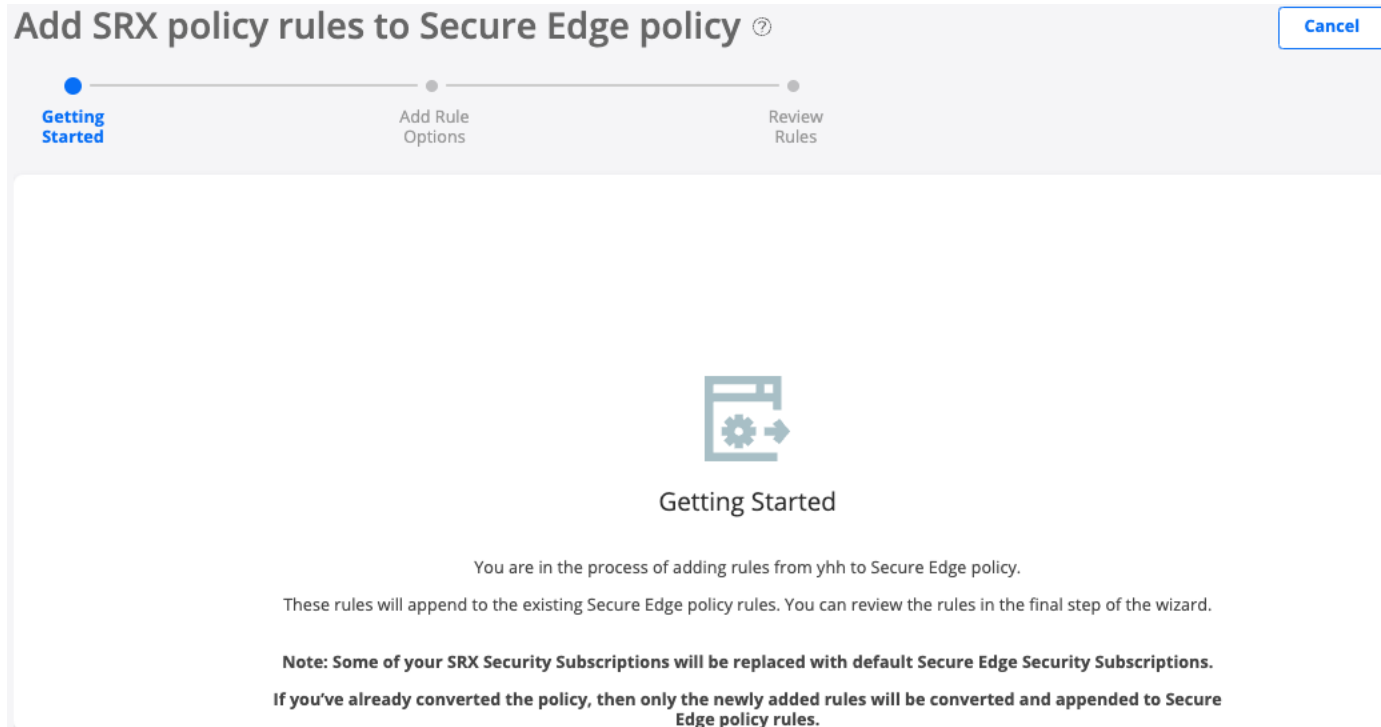 Add SRX policy rules to Secure Edge policy ?
Cancel
Getting
Started
Add Rule
Options
Review
Rules
Getting Started
You are in the process of adding rules from yhh to Secure Edge policy.
These rules will append to the existing Secure Edge policy rules. You can review the rules in the final step of the wizard.
Note: Some of your SRX Security Subscriptions will be replaced with default Secure Edge Security Subscriptions.
If you've already converted the policy, then only the newly added rules will be converted and appended to Secure
Edge policy rules.